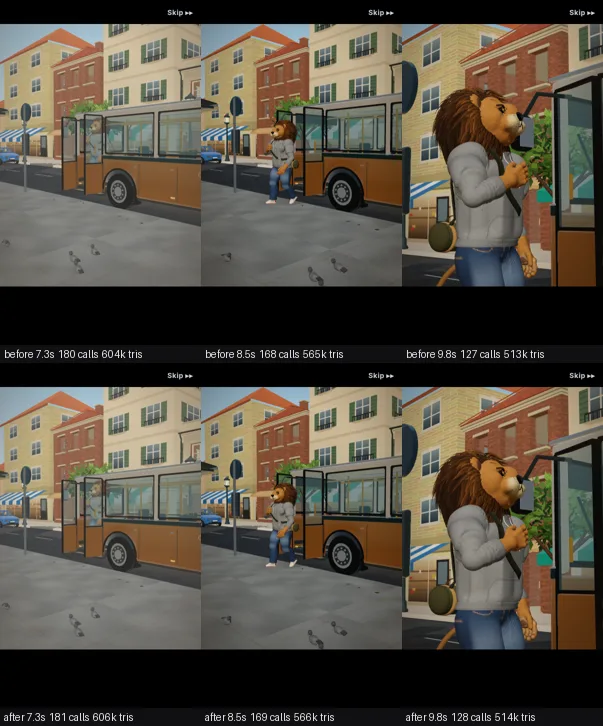 Skip ▸▸ Skip ▸▸ Skip ▸▸
before 7.3s 180 calls 604k tris before 8.5s 168 calls 565k tris before 9.8s 127 calls 513k tris
Skip ▸▸ Skip ▸▸ Skip ▸▸
after 7.3s 181 calls 606k tris after 8.5s 169 calls 566k tris after 9.8s 128 calls 514k tris